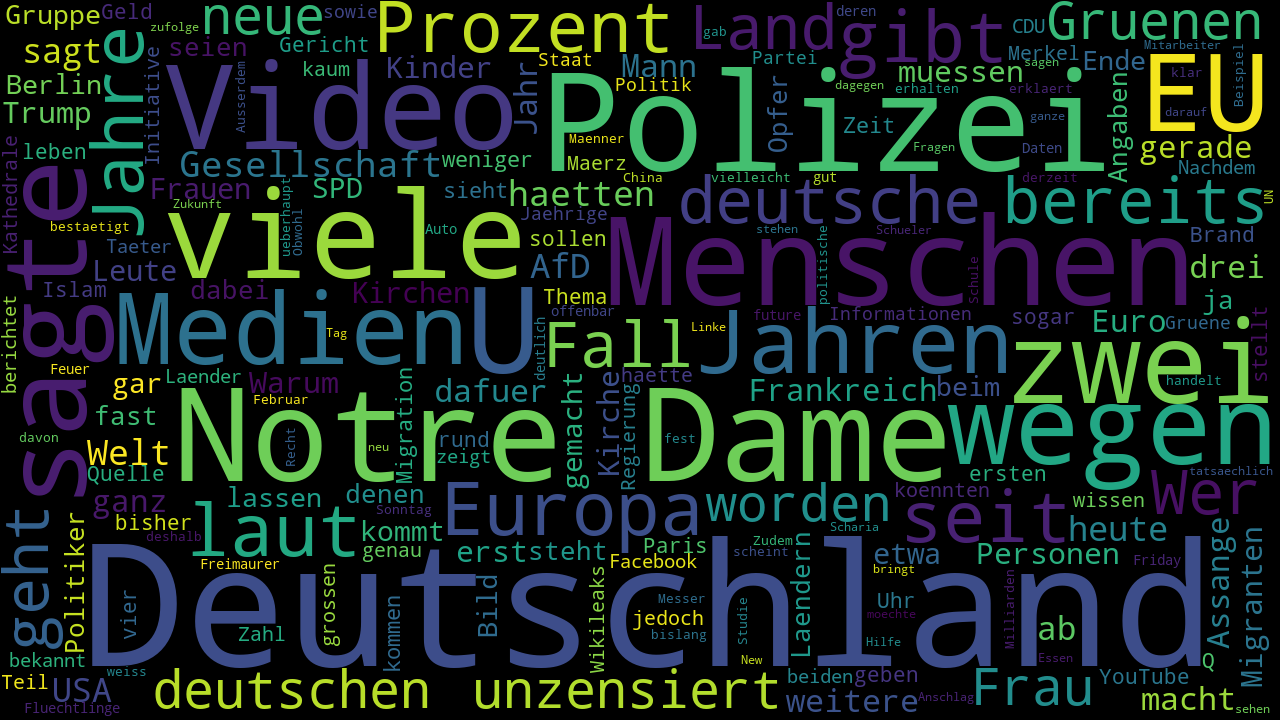 Gruppe Geld neue sowie Prozent Land gibt deren CDU Gruenen
zufolge gab Mitarbeiter
sagt seien Gericht Staat Mann Partei Merkel Ende sagen
Jahre Initiative Ausserdem kaum Kinder Jahr Politik Opfer dagegen muessen erhalten erklaert klar Beispiel
Berlin Video Polizei EU
Trump Maenner Zeit ganze darauf Angaben
leben Gesellschaft weniger Maerz Fragen Daten gerade
Kathedrale Frauen SPD sieht haetten China vielleicht gut derzeit Nachdem
sagte Zukunft viele ueberhaupt Obwohl Jaehrige deutsche bereits UN
bestaetigt Auto stehen Schueler
Taeter sollen Menschen politische Schule Brand
Leute AfD drei
Islam dabei Kirchen Thema ja
berichtet Medien U offenbar future Informationen sogar Euro Gruene
Tag deutlich Fall Linke Jahren zwei stellt
Feuer Laender haette
gar Warum dafuer Frankreich beim handelt
Februar Migration gemacht Kirche Regierung
fast Notre Dame wegen
davon Recht neu rund fest
Welt zeigt
Quelle ersten tatsaechlich
ganz lassen denen Europa worden koennten wissen Wer
Sonntag seit
geht bisher laut kommt Scharia heute
deshalb genau erst steht Paris Zudem etwa Personen
Politiker Freimaurer Facebook scheint bringt Friday Assange Migranten
Deutschland
vier grossen kommen Bild Wikileaks Messer Studie Laendern Uhr Milliarden
Zahl jedoch moechte ab
bislang Hilfe
bekannt New Essen Q
Teil weiss beiden geben YouTube
USA deutschen unzensiert weitere Anschlag Frau macht
Fluechtlinge sehen